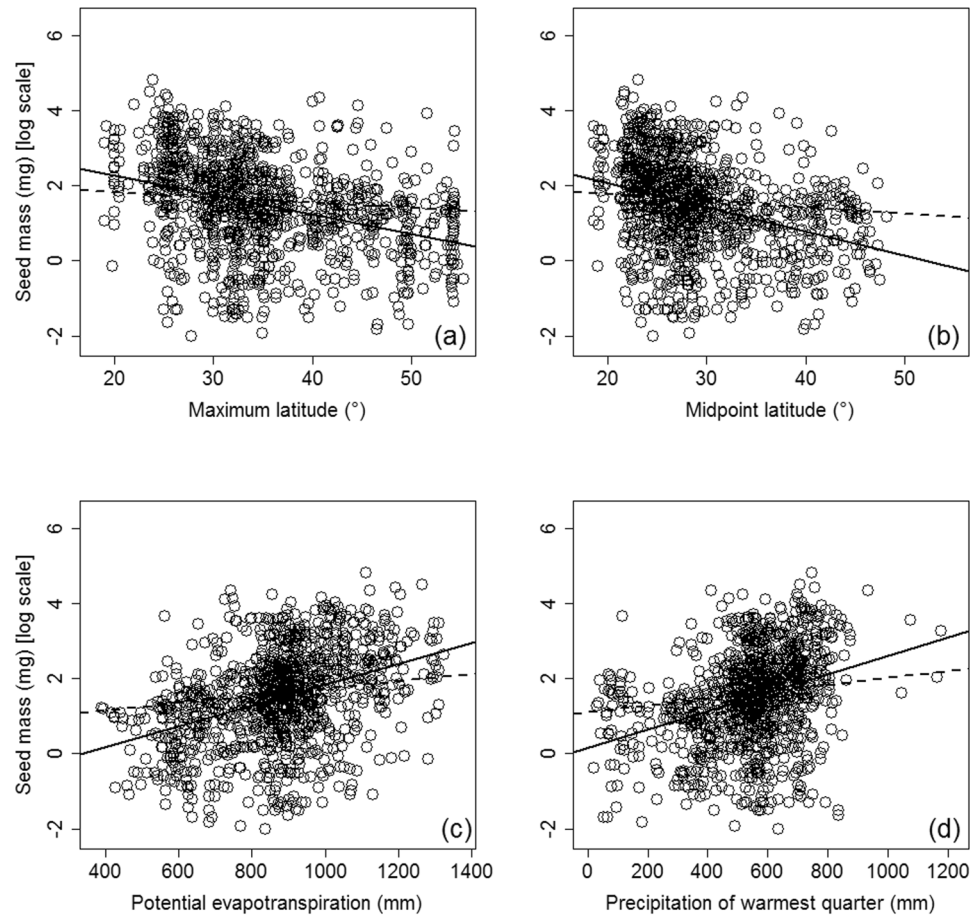 6
4
2
0
-2
Seed mass (mg) [log scale]
(a)
20 30 40 50
Maximum latitude (°)
6
4
2
0
-2
(b)
20 30 40 50
Midpoint latitude (°)
6
4
2
0
-2
Seed mass (mg) [log scale]
(c)
400 600 800 1000 1200 1400
Potential evapotranspiration (mm)
6
4
2
0
-2
(d)
0 200 400 600 800 1000 1200
Precipitation of warmest quarter (mm)